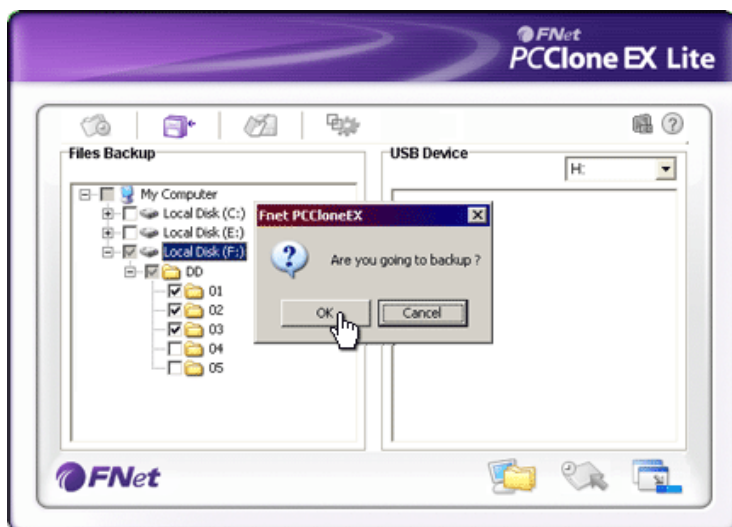 FNet
PCClone EX Lite
Files Backup
USB Device
H:
My Computer
Local Disk (C:)
Local Disk (E:)
Local Disk (F:)
DD
01
02
03
04
05
Fnet PCCloneEX
Are you going to backup ?
OK
Cancel
FNet